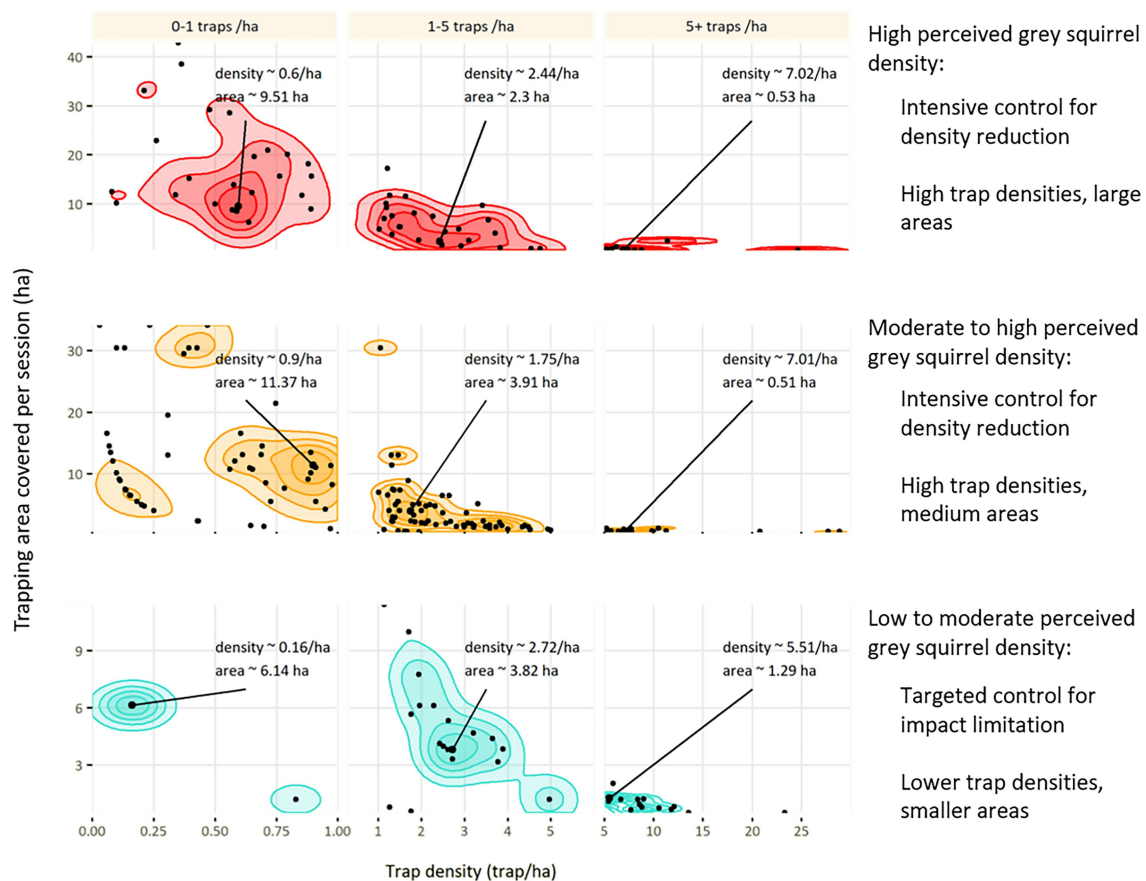 0-1 traps /ha
1-5 traps /ha
5+ traps /ha
Trapping area covered per session (ha)
40
30
20
10
density ~ 0.6/ha
area ~ 9.51 ha
density ~ 2.44/ha
area ~ 2.3 ha
density ~ 7.02/ha
area ~ 0.53 ha
High perceived grey squirrel
density:
Intensive control for
density reduction
High trap densities, large
areas
30
20
10
density ~ 0.9/ha
area ~ 11.37 ha
density ~ 1.75/ha
area ~ 3.91 ha
density ~ 7.01/ha
area ~ 0.51 ha
Moderate to high perceived
grey squirrel density:
Intensive control for
density reduction
High trap densities,
medium areas
9
6
3
density ~ 0.16/ha
area ~ 6.14 ha
density ~ 2.72/ha
area ~ 3.82 ha
density ~ 5.51/ha
area ~ 1.29 ha
Low to moderate perceived
grey squirrel density:
Targeted control for
impact limitation
Lower trap densities,
smaller areas
0.00 0.25 0.50 0.75 1.00
1 2 3 4 5
5 10 15 20 25
Trap density (trap/ha)